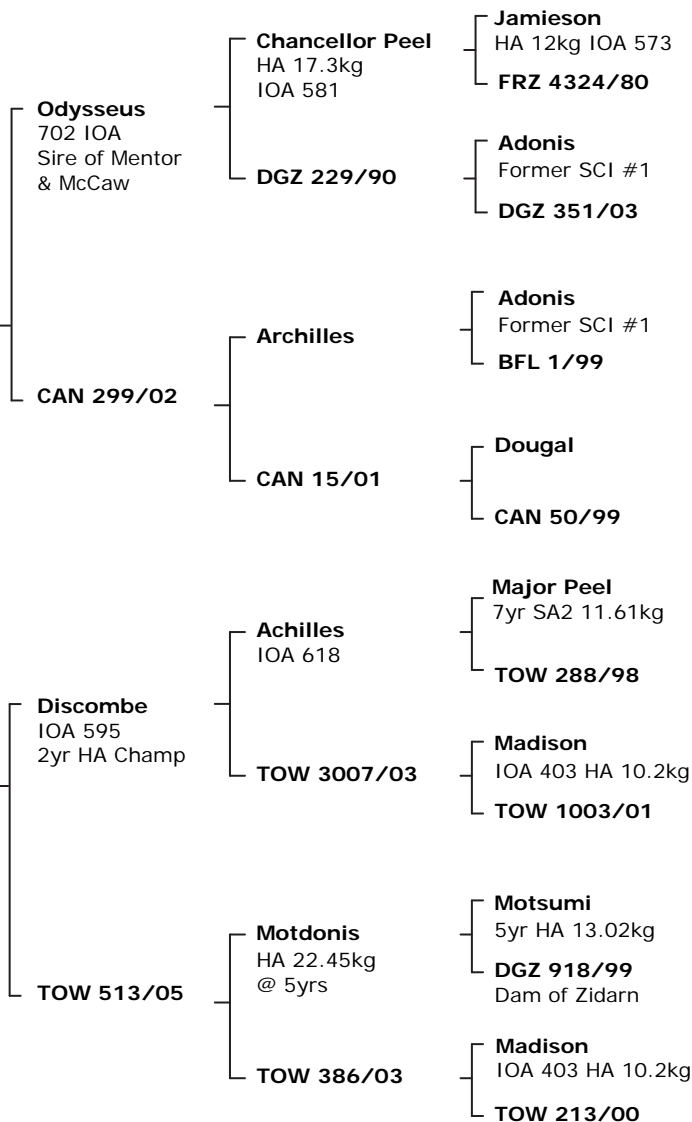 Odysseus
702 IOA
Sire of Mentor
& McCaw
CAN 299/02
Discombe
IOA 595
2yr HA Champ
TOW 513/05
Chancellor Peel
HA 17.3kg
IOA 581
DGZ 229/90
Archilles
CAN 15/01
Achilles
IOA 618
TOW 3007/03
Motdonis
HA 22.45kg
@ 5yrs
TOW 386/03
Jamieson
HA 12kg IOA 573
FRZ 4324/80
Adonis
Former SCI #1
DGZ 351/03
Adonis
Former SCI #1
BFL 1/99
Dougal
CAN 50/99
Major Peel
7yr SA2 11.61kg
TOW 288/98
Madison
IOA 403 HA 10.2kg
TOW 1003/01
Motsumi
5yr HA 13.02kg
DGZ 918/99
Dam of Zidarn
Madison
IOA 403 HA 10.2kg
TOW 213/00